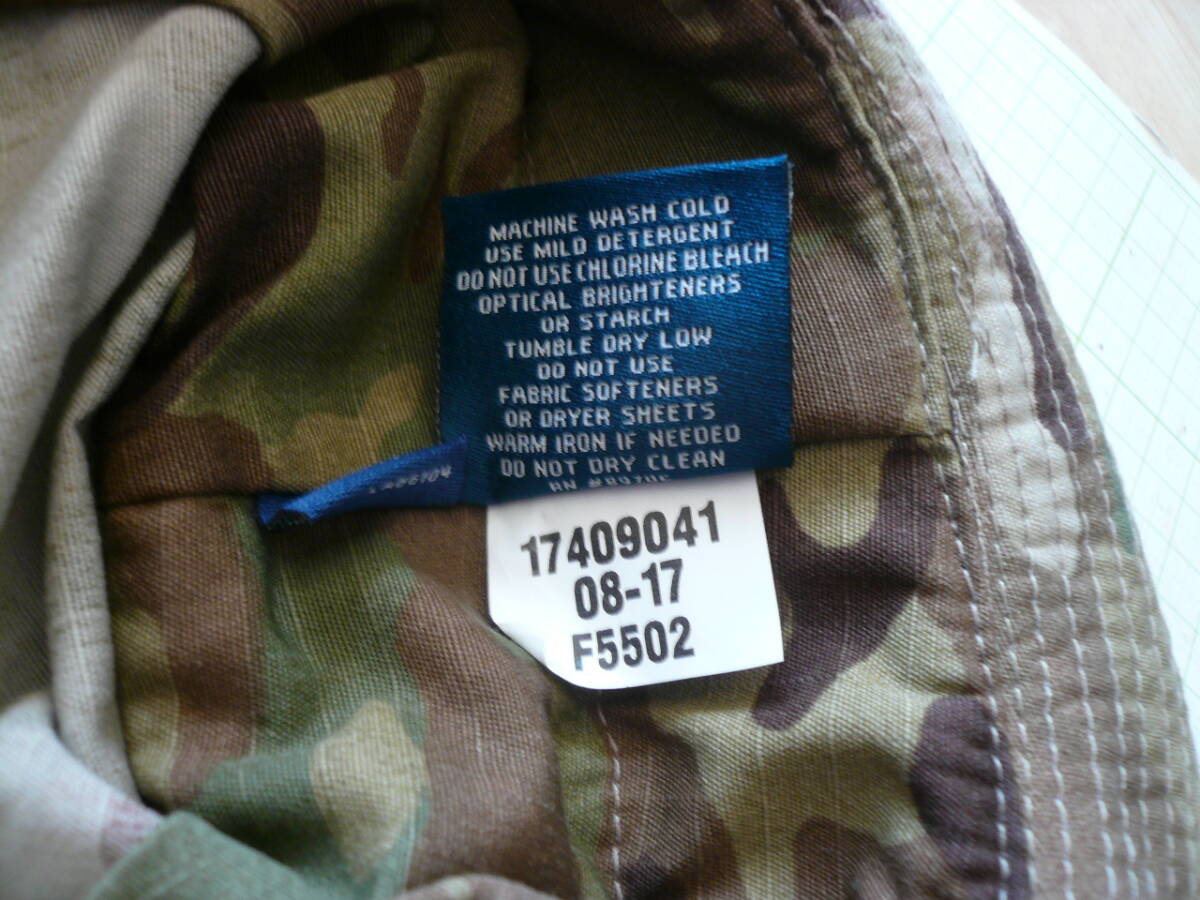 MACHINE WASH COLD
USE MILD DETERGENT
DO NOT USE CHLORINE BLEACH
OPTICAL BRIGHTENERS
OR STARCH
TUMBLE DRY LOW
DO NOT USE
FABRIC SOFTENERS
OR DRYER SHEETS
WARM IRON IF NEEDED
DO NOT DRY CLEAN
17409041
08-17
F5502